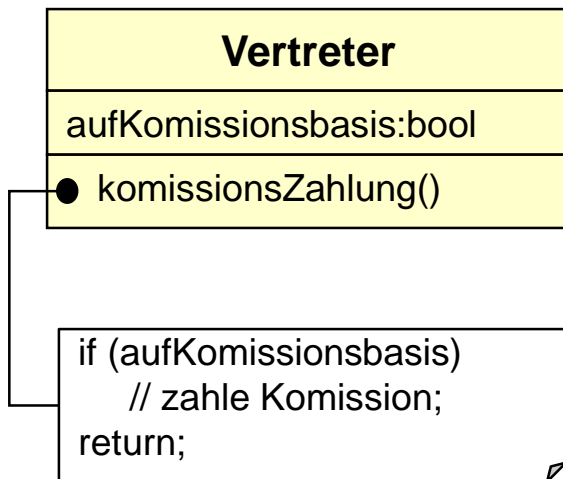 Vertreter
aufKomissionsbasis:bool
komissionsZahlung()
if (aufKomissionsbasis)
// zahle Komission;
return;